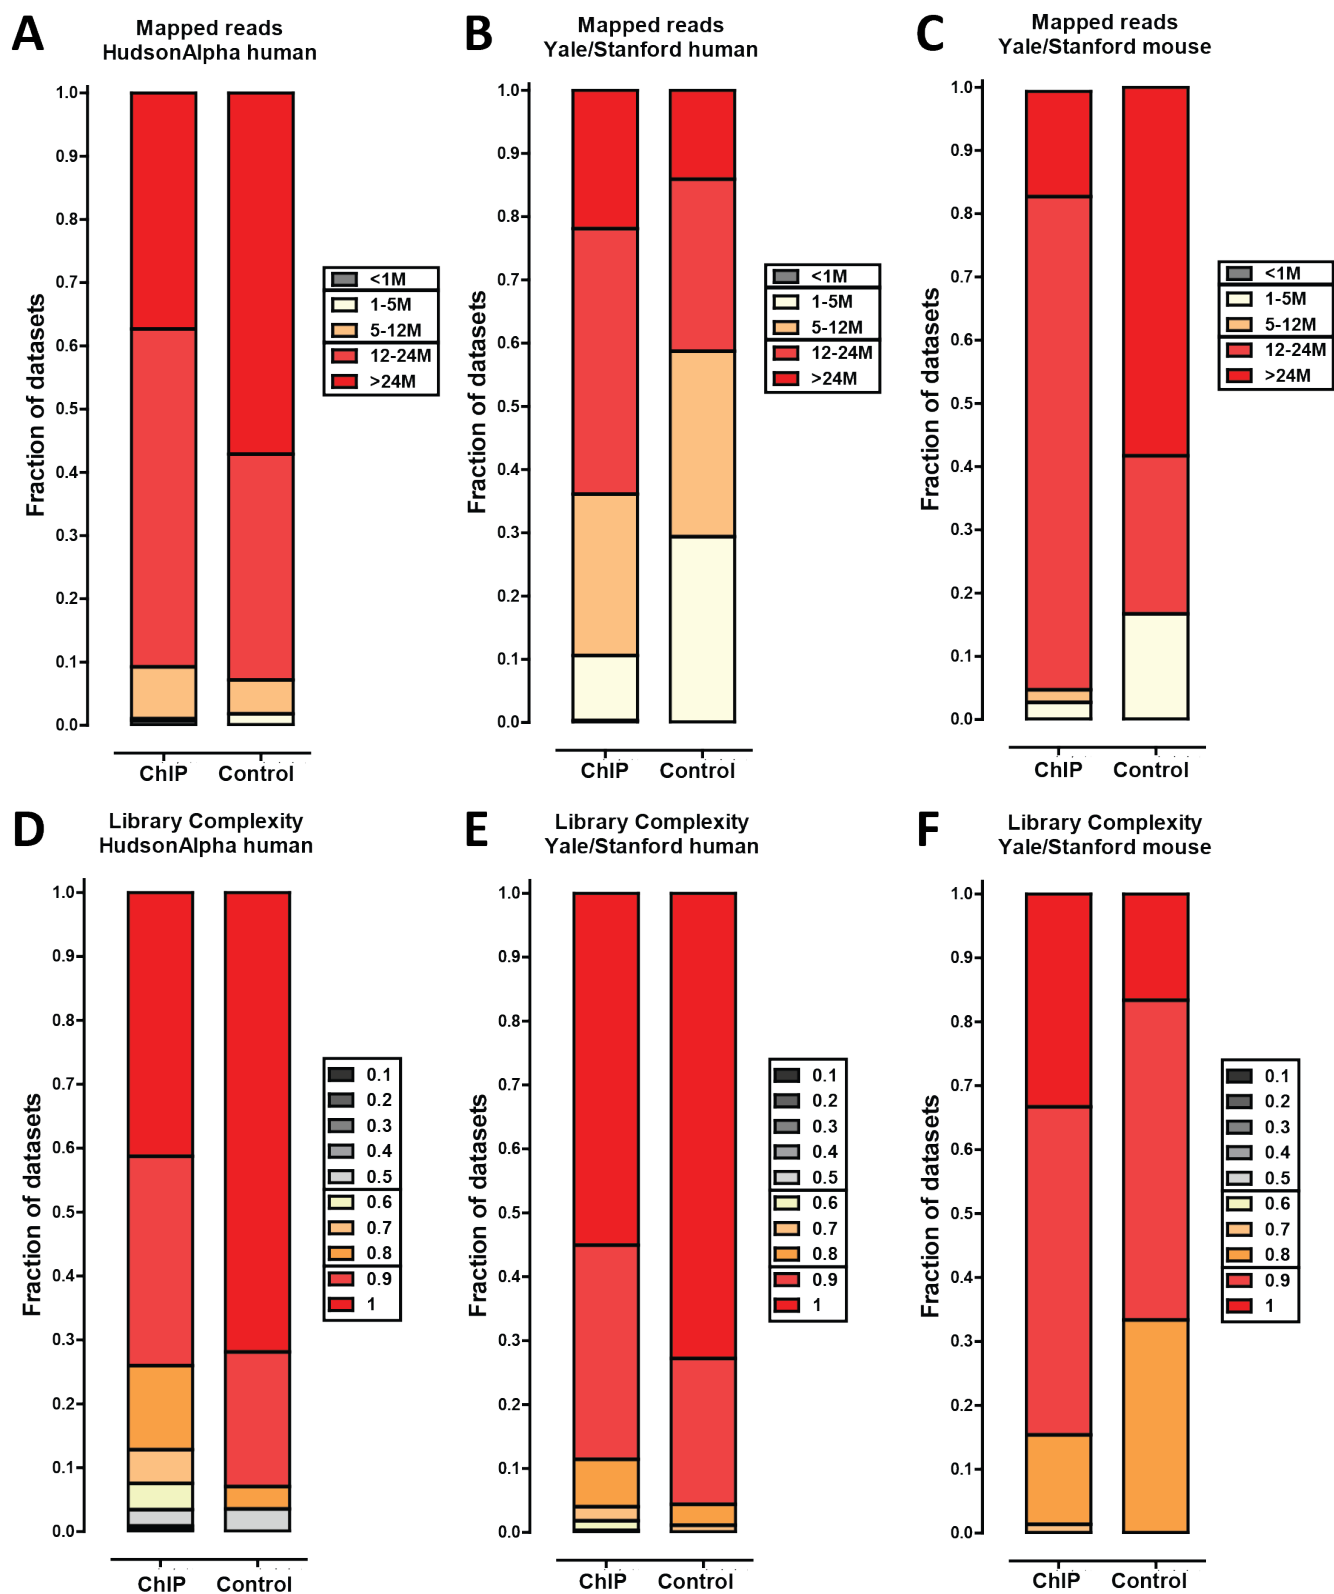 A
Mapped reads
HudsonAlpha human
Fraction of datasets
1.0
0.9
0.8
0.7
0.6
0.5
0.4
0.3
0.2
0.1
0.0
<1M
1-5M
5-12M
12-24M
>24M
ChIP Control
B
Mapped reads
Yale/Stanford human
Fraction of datasets
1.0
0.9
0.8
0.7
0.6
0.5
0.4
0.3
0.2
0.1
0.0
<1M
1-5M
5-12M
12-24M
>24M
ChIP Control
C
Mapped reads
Yale/Stanford mouse
Fraction of datasets
1.0
0.9
0.8
0.7
0.6
0.5
0.4
0.3
0.2
0.1
0.0
<1M
1-5M
5-12M
12-24M
>24M
ChIP Control
D
Library Complexity
HudsonAlpha human
Fraction of datasets
1.0
0.9
0.8
0.7
0.6
0.5
0.4
0.3
0.2
0.1
0.0
0.1
0.2
0.3
0.4
0.5
0.6
0.7
0.8
0.9
1
ChIP Control
E
Library Complexity
Yale/Stanford human
Fraction of datasets
1.0
0.9
0.8
0.7
0.6
0.5
0.4
0.3
0.2
0.1
0.0
0.1
0.2
0.3
0.4
0.5
0.6
0.7
0.8
0.9
1
ChIP Control
F
Library Complexity
Yale/Stanford mouse
Fraction of datasets
1.0
0.9
0.8
0.7
0.6
0.5
0.4
0.3
0.2
0.1
0.0
0.1
0.2
0.3
0.4
0.5
0.6
0.7
0.8
0.9
1
ChIP Control